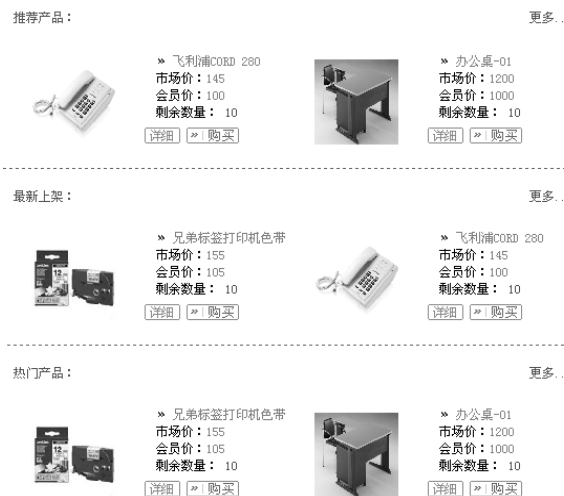 推荐产品：
更多..
» 飞利浦CORD 280
市场价：145
会员价：100
剩余数量： 10
详细 »|购买
» 办公桌-01
市场价：1200
会员价：1000
剩余数量： 10
详细 »|购买
最新上架：
更多..
» 兄弟标签打印机色带
市场价：155
会员价：105
剩余数量： 10
详细 »|购买
» 飞利浦CORD 280
市场价：145
会员价：100
剩余数量： 10
详细 »|购买
热门产品：
更多..
» 兄弟标签打印机色带
市场价：155
会员价：105
剩余数量： 10
详细 »|购买
» 办公桌-01
市场价：1200
会员价：1000
剩余数量： 10
详细 »|购买